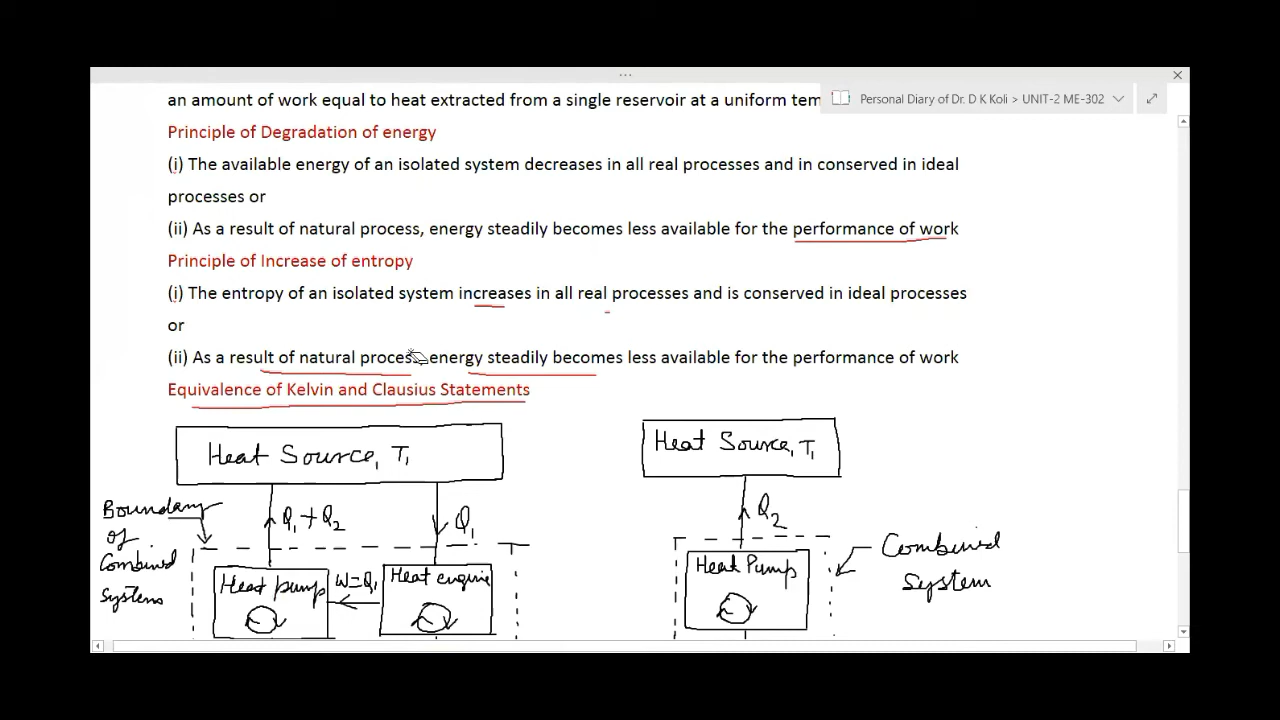 an amount of work equal to heat extracted from a single reservoir at a uniform tem
Personal Diary of Dr. D K Koli > UNIT-2 ME-302
Principle of Degradation of energy
(i) The available energy of an isolated system decreases in all real processes and in conserved in ideal
processes or
(ii) As a result of natural process, energy steadily becomes less available for the performance of work
Principle of Increase of entropy
(i) The entropy of an isolated system increases in all real processes and is conserved in ideal processes
or
(ii) As a result of natural process energy steadily becomes less available for the performance of work
Equivalence of Kelvin and Clausius Statements
Heat Source, T1
Heat Source, T1
Boundary
of
Combined
Systems
Q1 + Q2
Q1
Q2
Heat pump
W=Q1
Heat engine
Heat Pump
Combined
System